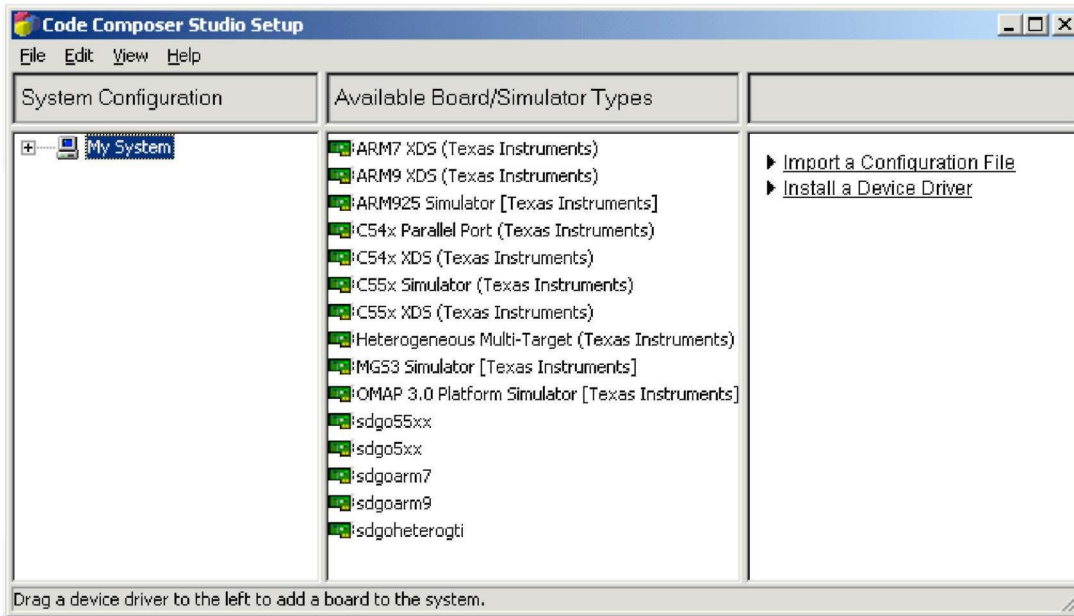 Code Composer Studio Setup
File Edit View Help
System Configuration
Available Board/Simulator Types
My System
ARM7 XDS (Texas Instruments)
ARM9 XDS (Texas Instruments)
ARM925 Simulator [Texas Instruments]
C54x Parallel Port (Texas Instruments)
C54x XDS (Texas Instruments)
C55x Simulator (Texas Instruments)
C55x XDS (Texas Instruments)
Heterogeneous Multi-Target (Texas Instruments)
MGS3 Simulator [Texas Instruments]
OMAP 3.0 Platform Simulator [Texas Instruments]
sdgo55xx
sdgo5xx
sdgoarm7
sdgoarm9
sdgoheterogti
Import a Configuration File
Install a Device Driver
Drag a device driver to the left to add a board to the system.